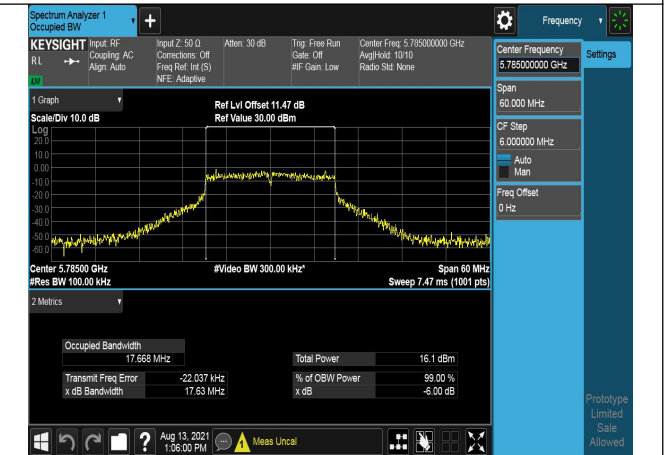 Spectrum Analyzer 1
Occupied BW
+
Frequency
KEYSIGHT
RL
Align: Auto
LXI
Input: RF
Coupling: AC
Input Z: 50 Ω
Corrections: Off
Freq Ref: Int (S)
NFE: Adaptive
Atten: 30 dB
Trig: Free Run
Gate: Off
#IF Gain: Low
Center Freq: 5.785000000 GHz
Avg|Hold: 10/10
Radio Std: None
Center Frequency
5.785000000 GHz
Settings
Span
60.000 MHz
CF Step
6.000000 MHz
Auto
Man
Freq Offset
0 Hz
1 Graph
Scale/Div 10.0 dB
Ref Lvl Offset 11.47 dB
Ref Value 30.00 dBm
Log
20.0
10.0
0.00
-10.0
-20.0
-30.0
-40.0
-50.0
-60.0
Center 5.78500 GHz
#Video BW 300.00 kHz*
Span 60 MHz
#Res BW 100.00 kHz
Sweep 7.47 ms (1001 pts)
2 Metrics
Occupied Bandwidth
17.668 MHz
Total Power 16.1 dBm
Transmit Freq Error -22.037 kHz
% of OBW Power 99.00 %
x dB Bandwidth 17.63 MHz
x dB -6.00 dB
Prototype
Limited
Sale
Allowed
?
Aug 13, 2021
1:06:00 PM
Meas Uncal